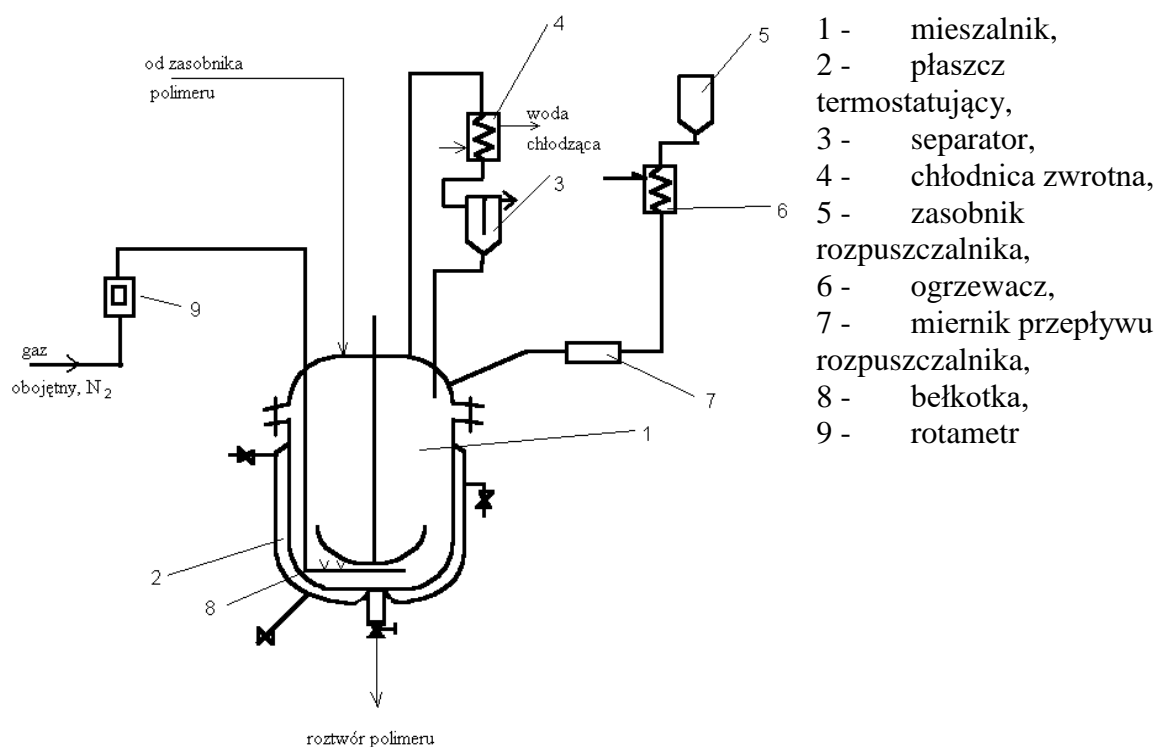 od zasobnika
polimeru
4
woda
chłodząca
5
3
6
9
gaz
obojętny, N2
7
1
2
8
roztwór polimeru
1 - mieszalnik,
2 - płaszcz
termostatujący,
3 - separator,
4 - chłodnica zwrotna,
5 - zasobnik
rozpuszczalnika,
6 - ogrzewacz,
7 - miernik przepływu
rozpuszczalnika,
8 - bełkotka,
9 - rotametr